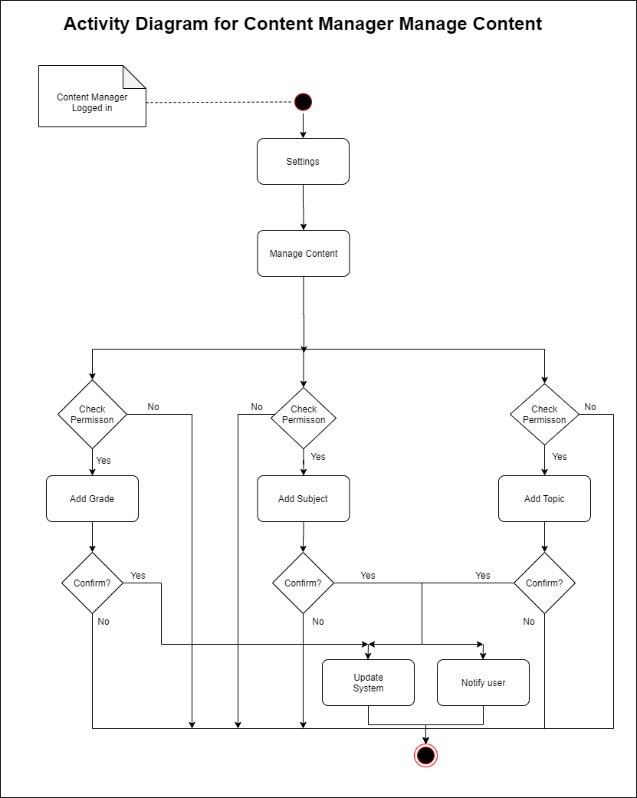 Activity Diagram for Content Manager Manage Content
Content Manager
Logged in
Settings
Manage Content
Check
Permisson
No
Yes
Add Grade
Confirm?
Yes
No
No
Check
Permisson
Yes
Add Subject
Confirm?
Yes
No
Check
Permisson
No
Yes
Add Topic
Yes
Confirm?
No
Update
System
Notify user